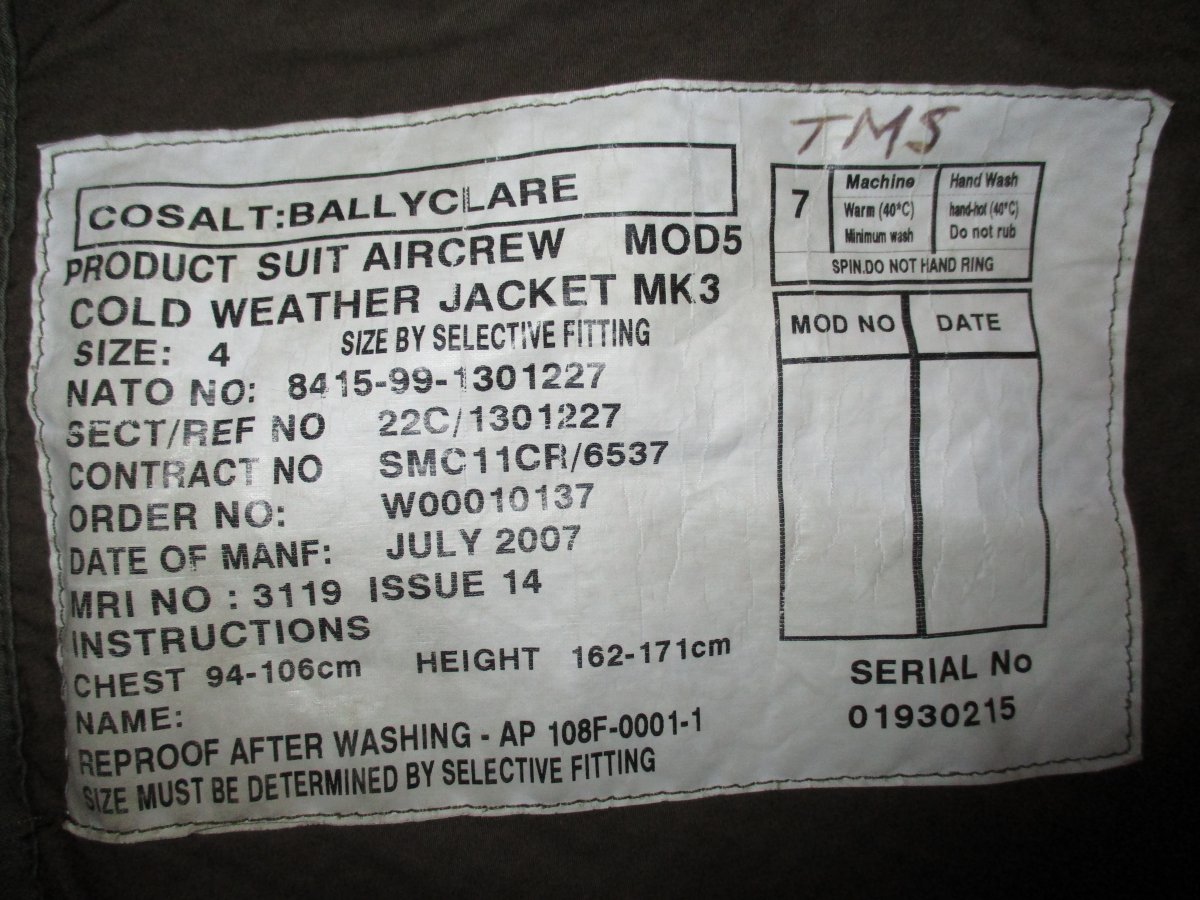 TMS
COSALT:BALLYCLARE
PRODUCT SUIT AIRCREW MOD5
COLD WEATHER JACKET MK3
SIZE: 4 SIZE BY SELECTIVE FITTING
NATO NO: 8415-99-1301227
SECT/REF NO 22C/1301227
CONTRACT NO SMC11CR/6537
ORDER NO: W00010137
DATE OF MANF: JULY 2007
MRI NO : 3119 ISSUE 14
INSTRUCTIONS
CHEST 94-106cm HEIGHT 162-171cm
NAME:
REPROOF AFTER WASHING - AP 108F-0001-1
SIZE MUST BE DETERMINED BY SELECTIVE FITTING
7
Machine
Warm (40°C)
Minimum wash
Hand Wash
hand-hot (40°C)
Do not rub
SPIN.DO NOT HAND RING
MOD NO DATE
SERIAL No
01930215